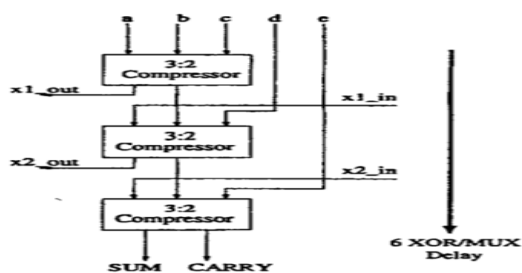 a b c d e
3:2
Compressor
x1_out
x1_in
3:2
Compressor
x2_out
x2_in
3:2
Compressor
6 XOR/MUX
Delay
SUM CARRY